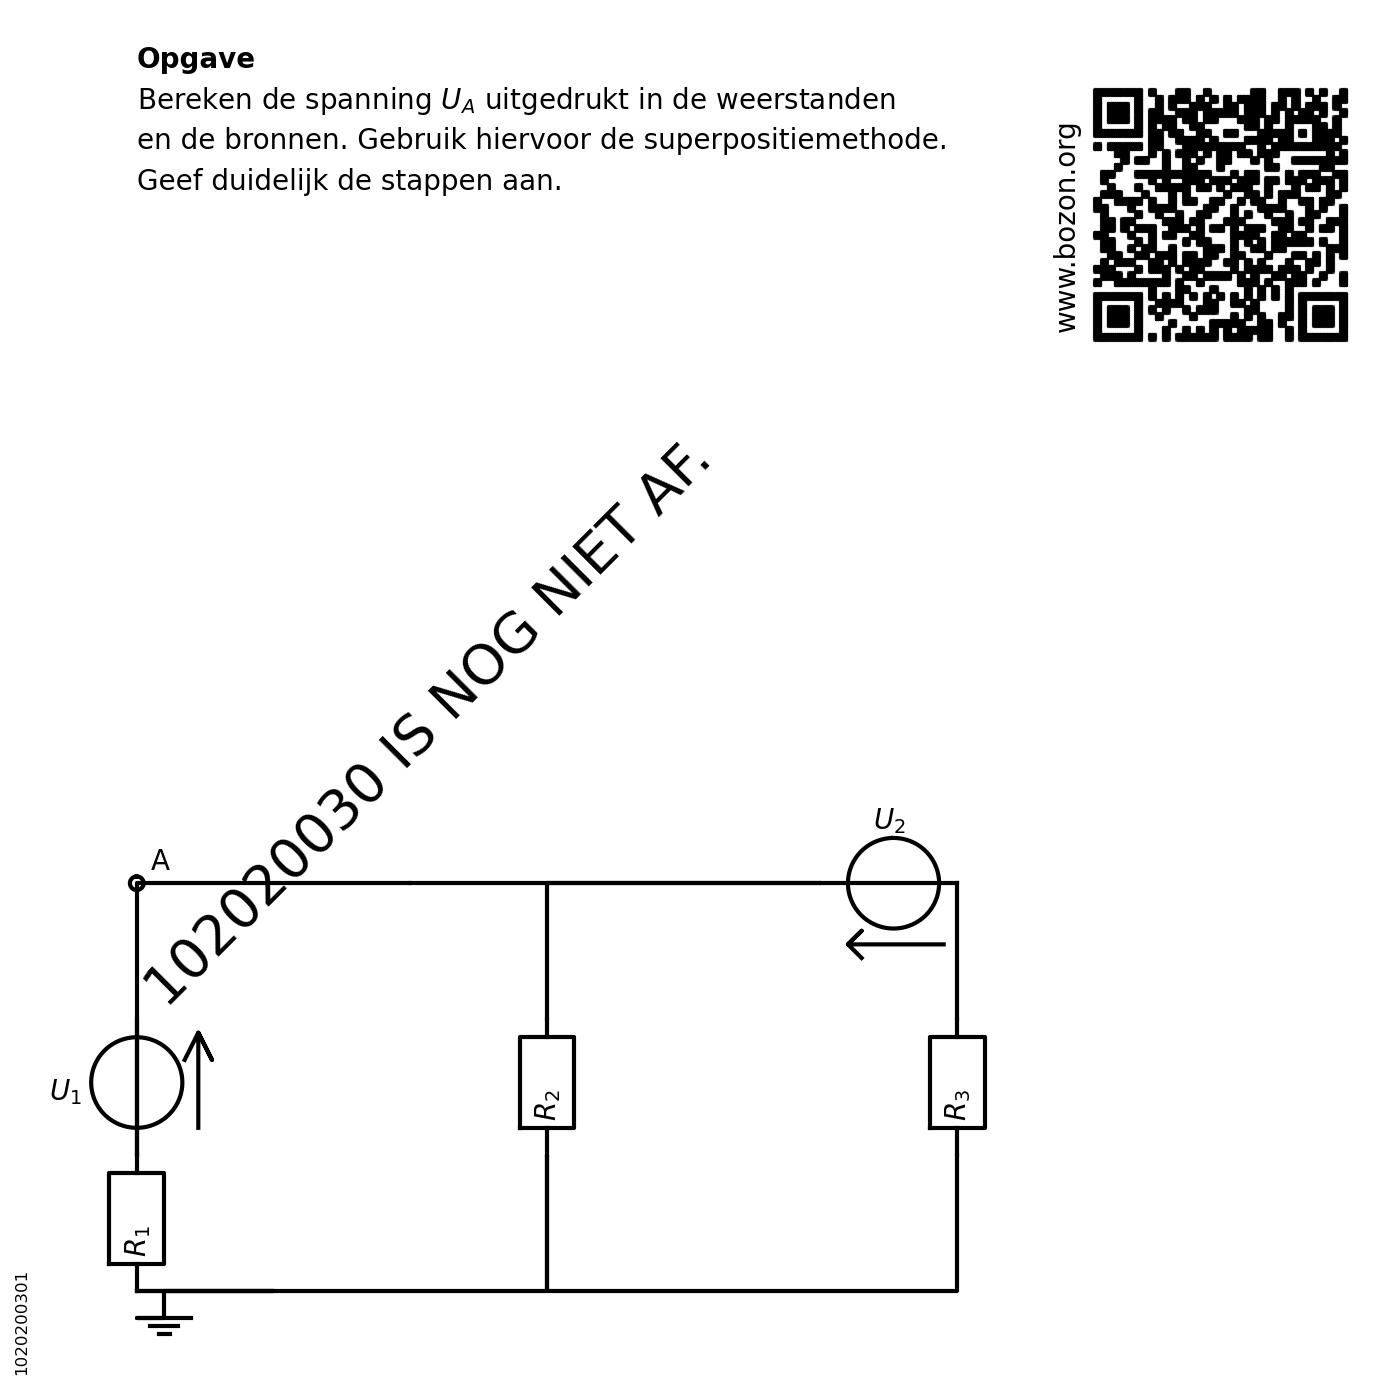 Opgave
Bereken de spanning U_A uitgedrukt in de weerstanden
en de bronnen. Gebruik hiervoor de superpositiemethode.
Geef duidelijk de stappen aan.
www.bozon.org
102020030 IS NOG NIET AF.
U_2
A
U_1
R_2
R_3
R_1
1020200301